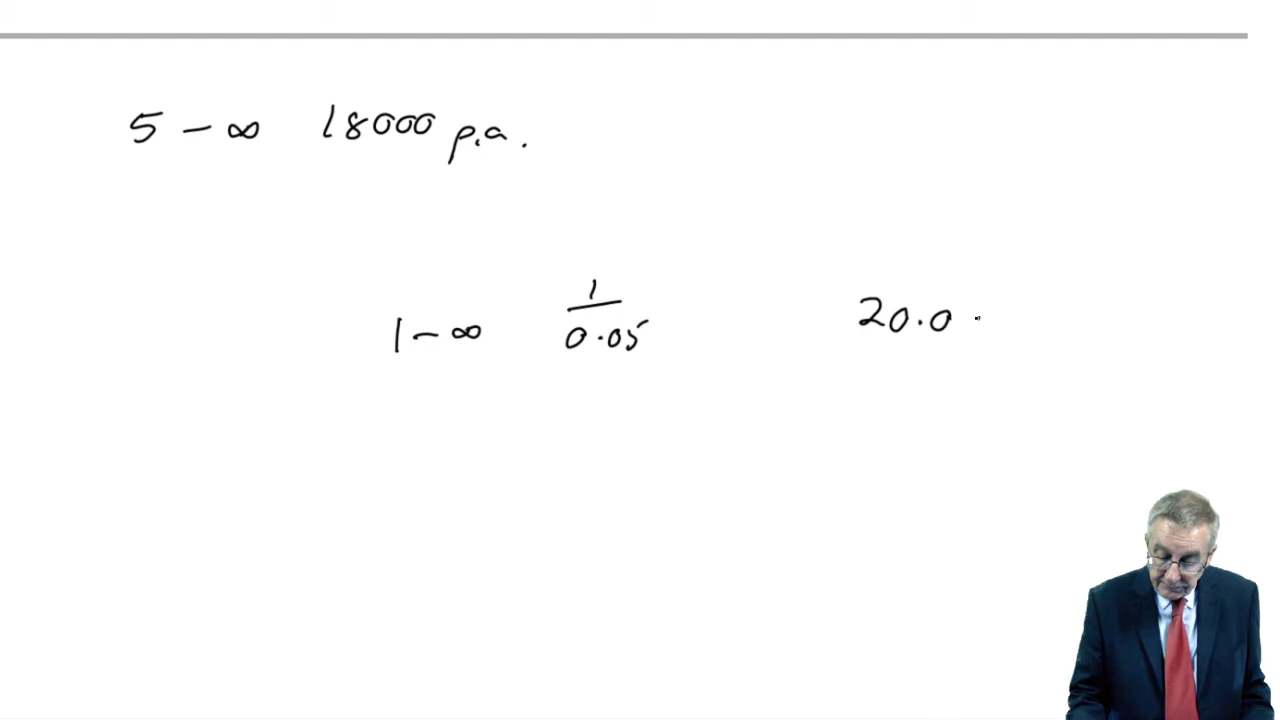 5 – ∞ 18000 p.a.
1 – ∞ 1/0.05 20.0